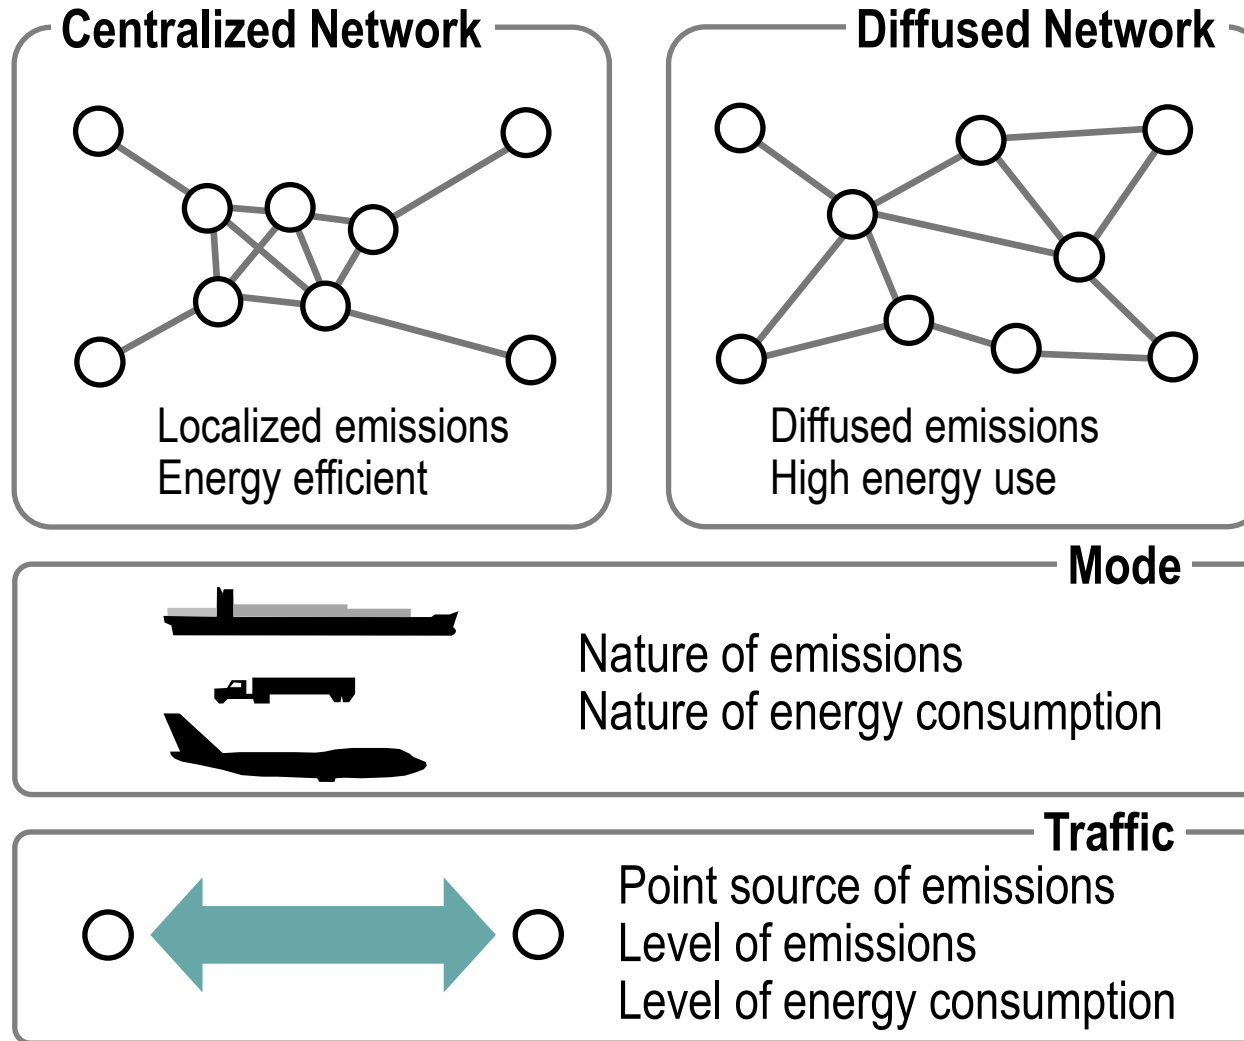 Centralized Network
Localized emissions
Energy efficient
Diffused Network
Diffused emissions
High energy use
Mode
Nature of emissions
Nature of energy consumption
Traffic
Point source of emissions
Level of emissions
Level of energy consumption